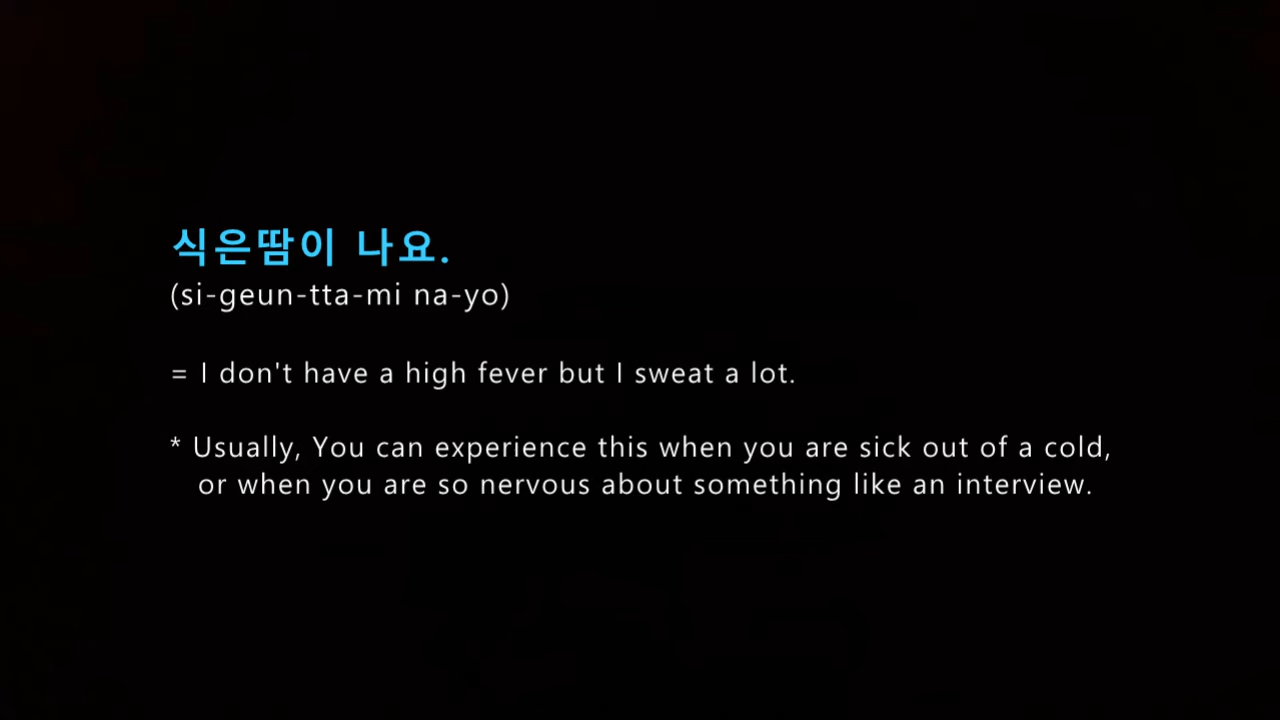 식은땀이 나요.
(si-geun-tta-mi na-yo)
= I don't have a high fever but I sweat a lot.
* Usually, You can experience this when you are sick out of a cold,
or when you are so nervous about something like an interview.